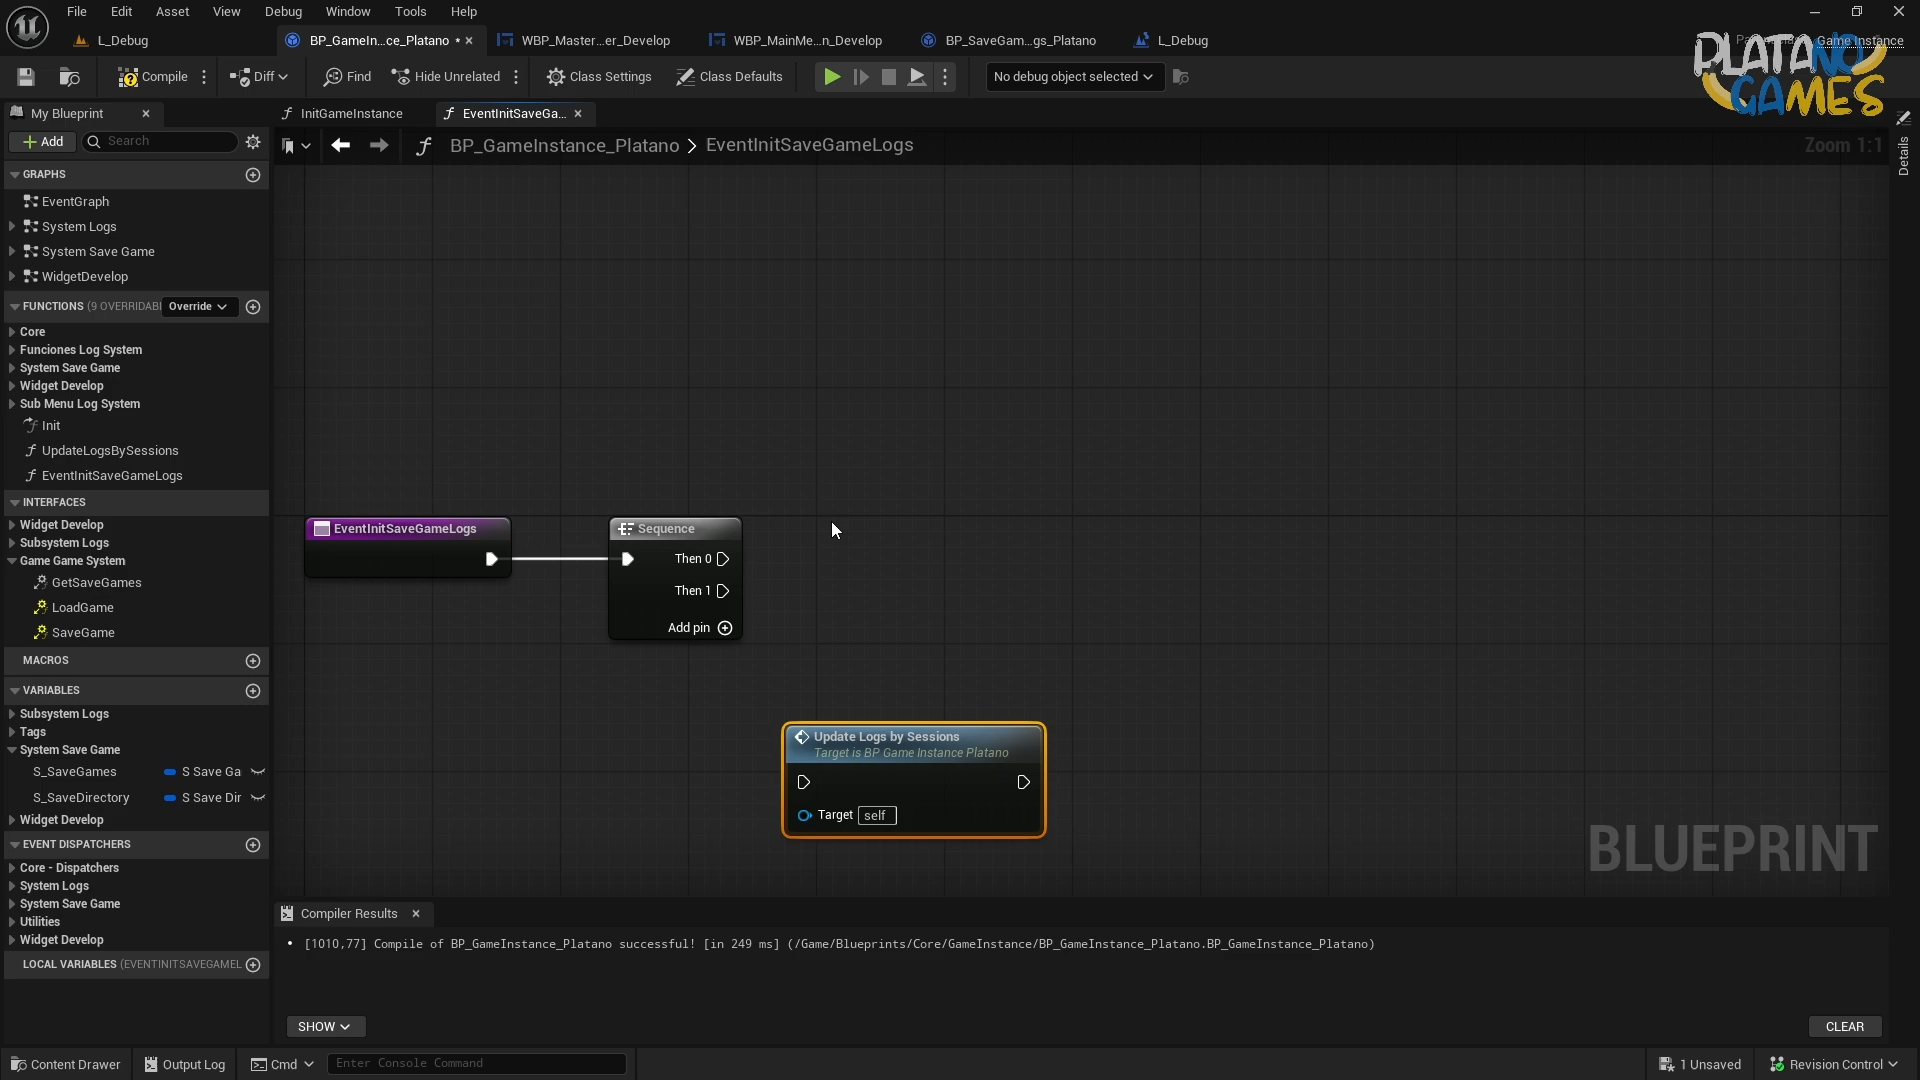 File Edit Asset View Debug Window Tools Help
L_Debug
BP_GameIn...ce_Platano •
WBP_Master...er_Develop
WBP_MainMe...n_Develop
BP_SaveGam...gs_Platano
L_Debug
Game Instance
PLATANO
GAMES
Compile
Diff
Find
Hide Unrelated
Class Settings
Class Defaults
No debug object selected
My Blueprint
InitGameInstance
EventInitSaveGa...
Add
Search
BP_GameInstance_Platano > EventInitSaveGameLogs
Zoom 1:1
Details
GRAPHS
EventGraph
System Logs
System Save Game
WidgetDevelop
FUNCTIONS (9 OVERRIDABL
Override
Core
Funciones Log System
System Save Game
Widget Develop
Sub Menu Log System
Init
UpdateLogsBySessions
EventInitSaveGameLogs
INTERFACES
Widget Develop
Subsystem Logs
Game Game System
GetSaveGames
LoadGame
SaveGame
MACROS
VARIABLES
Subsystem Logs
Tags
System Save Game
S_SaveGames
S Save Ga
S_SaveDirectory
S Save Dir
Widget Develop
EVENT DISPATCHERS
Core - Dispatchers
System Logs
System Save Game
Utilities
Widget Develop
LOCAL VARIABLES (EVENTINITSAVEGAMEL
EventInitSaveGameLogs
Sequence
Then 0
Then 1
Add pin
Update Logs by Sessions
Target is BP Game Instance Platano
Target self
BLUEPRINT
Compiler Results
• [1010,77] Compile of BP_GameInstance_Platano successful! [in 249 ms] (/Game/Blueprints/Core/GameInstance/BP_GameInstance_Platano.BP_GameInstance_Platano)
SHOW
CLEAR
Content Drawer
Output Log
Cmd
Enter Console Command
1 Unsaved
Revision Control